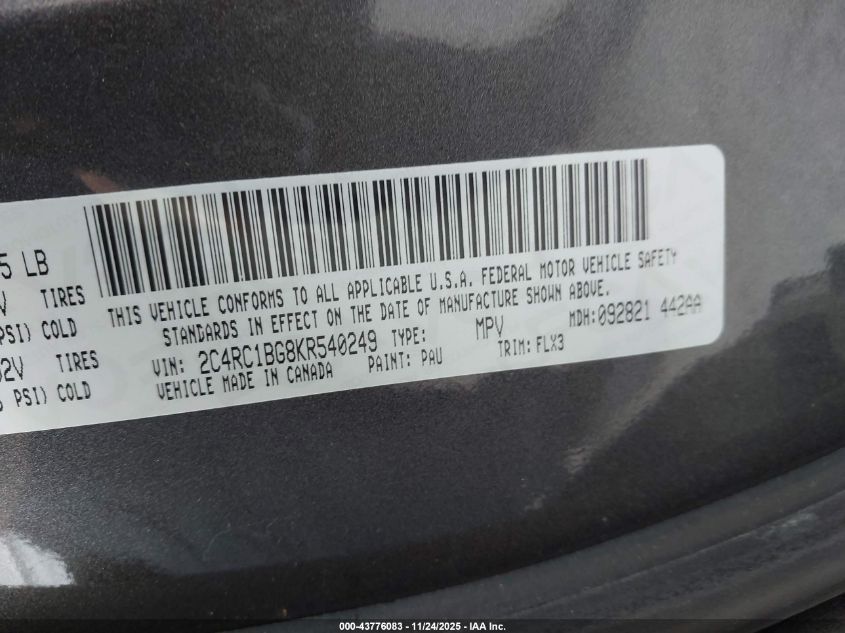 5 LB
V TIRES
PSI) COLD
02V TIRES
PSI) COLD
THIS VEHICLE CONFORMS TO ALL APPLICABLE U.S.A. FEDERAL MOTOR VEHICLE SAFETY
STANDARDS IN EFFECT ON THE DATE OF MANUFACTURE SHOWN ABOVE.
VIN: 2C4RC1BG8KR540249 TYPE: MPV MDH:092821 442AA
VEHICLE MADE IN CANADA PAINT: PAU TRIM: FLX3
000-43776083 - 11/24/2025 - IAA Inc.